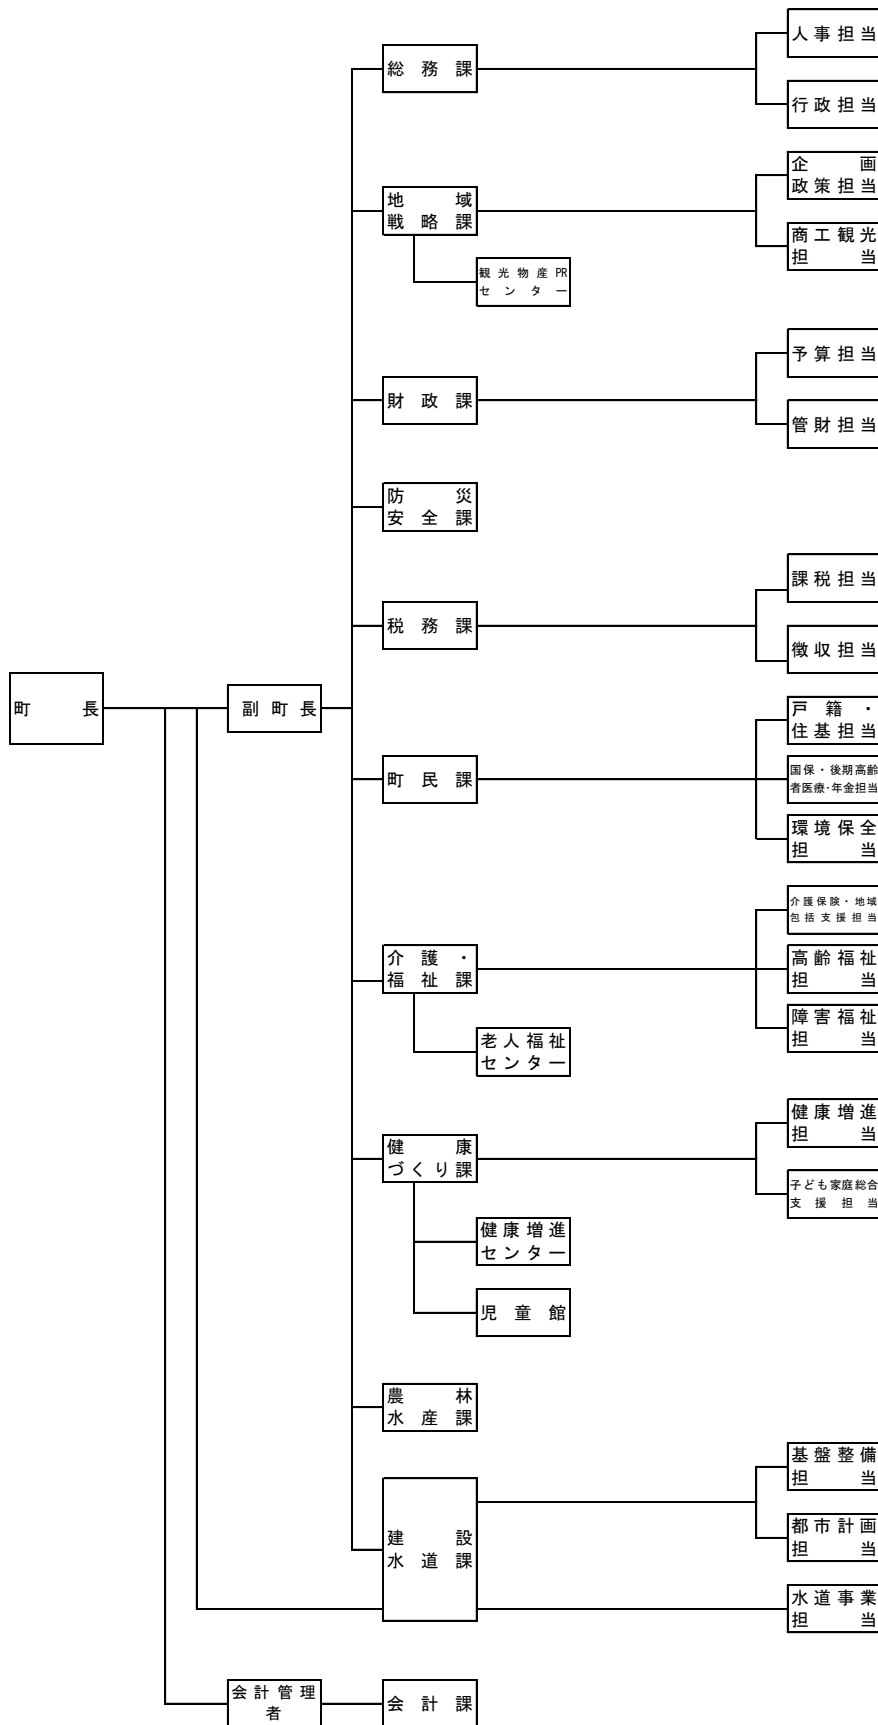 人事担当
総務課
行政担当
企画
政策担当
地域
戦略課
商工観光
担当
観光物産PR
センター
予算担当
財政課
管財担当
防災
安全課
課税担当
税務課
徴収担当
町長
副町長
戸籍・
住基担当
町民課
国保・後期高齢
者医療・年金担当
環境保全
担当
介護保険・地域
包括支援担当
介護・
福祉課
高齢福祉
担当
障害福祉
担当
老人福祉
センター
健康増進
担当
健康
づくり課
子ども家庭総合
支援担当
健康増進
センター
児童館
農林
水産課
基盤整備
担当
建設
水道課
都市計画
担当
水道事業
担当
会計管理
者
会計課